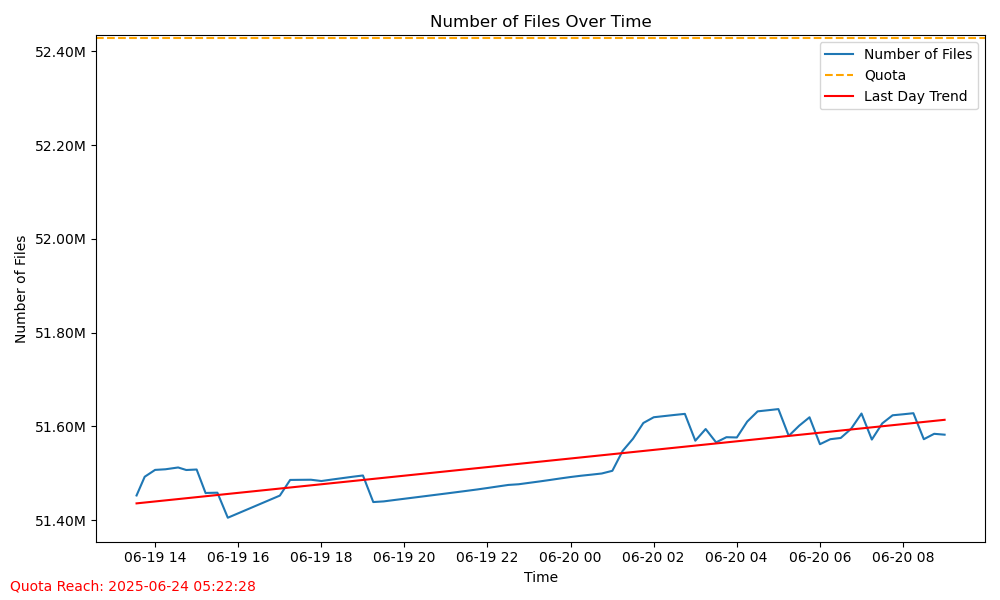 Number of Files Over Time
Number of Files
Quota
Last Day Trend
52.40M
52.20M
52.00M
51.80M
51.60M
51.40M
Number of Files
06-19 14
06-19 16
06-19 18
06-19 20
06-19 22
06-20 00
06-20 02
06-20 04
06-20 06
06-20 08
Time
Quota Reach: 2025-06-24 05:22:28